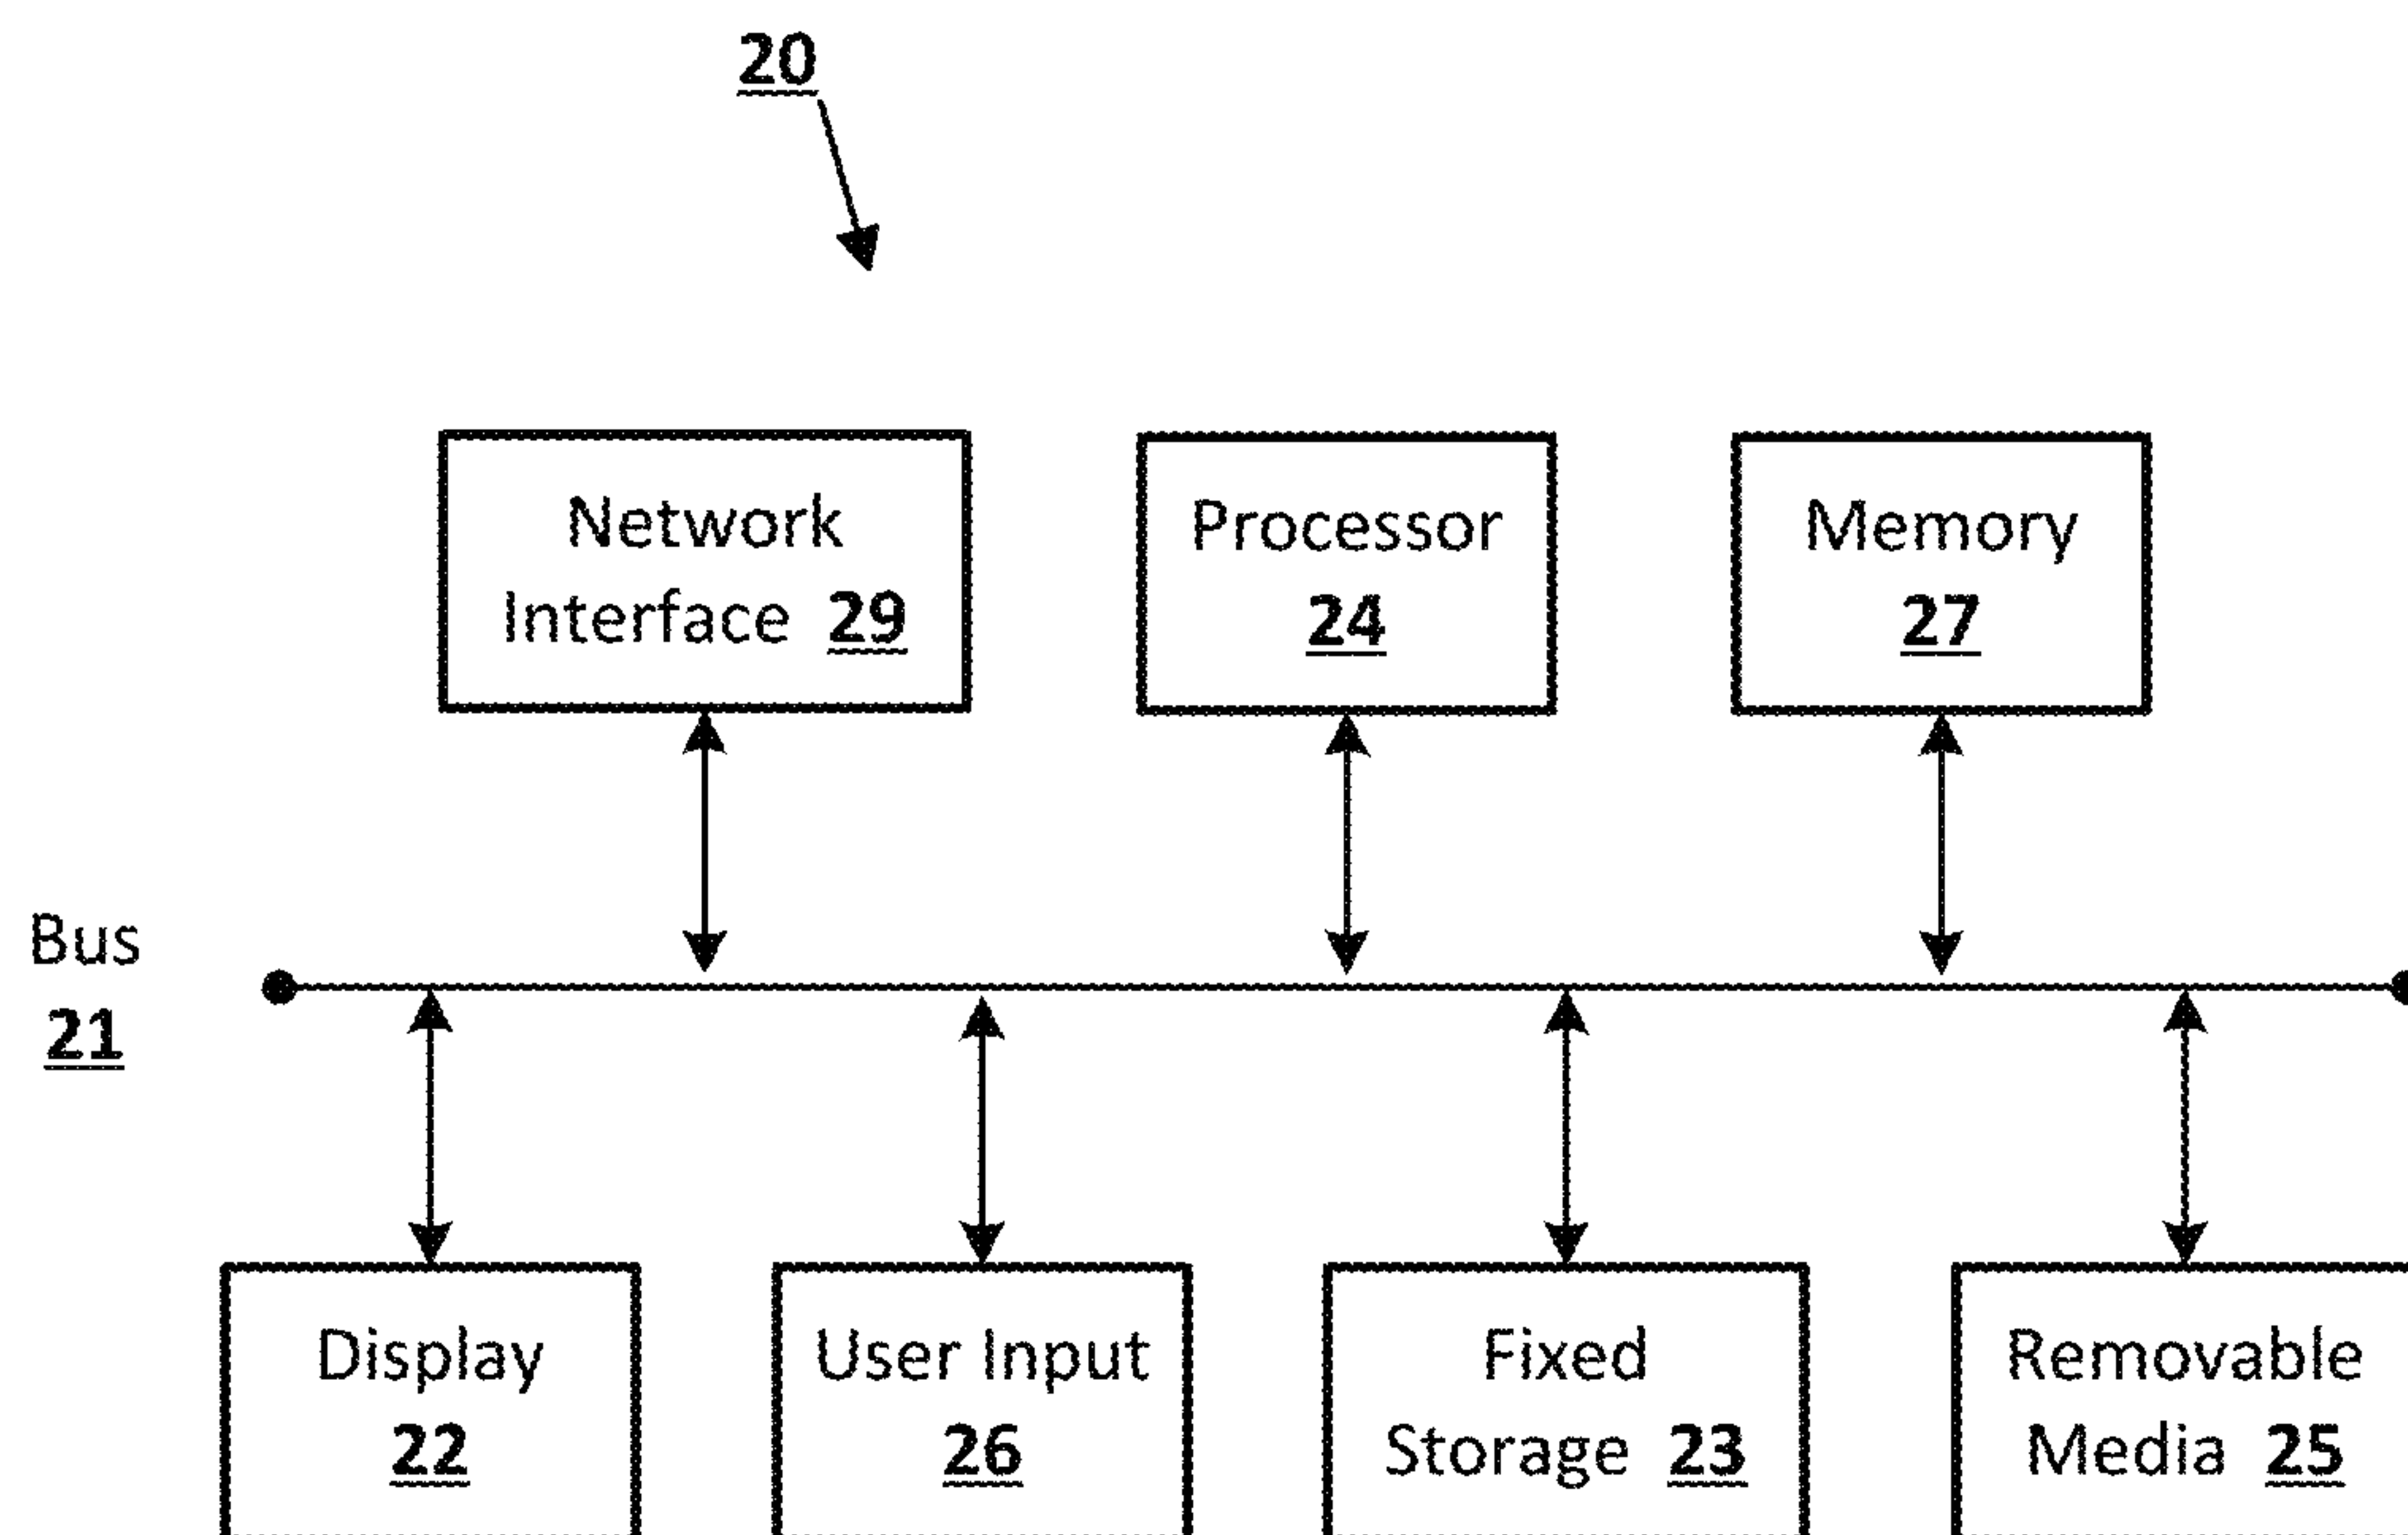 20
Network
Interface 29
Processor
24
Memory
27
Bus
21
Display
22
User Input
26
Fixed
Storage 23
Removable
Media 25